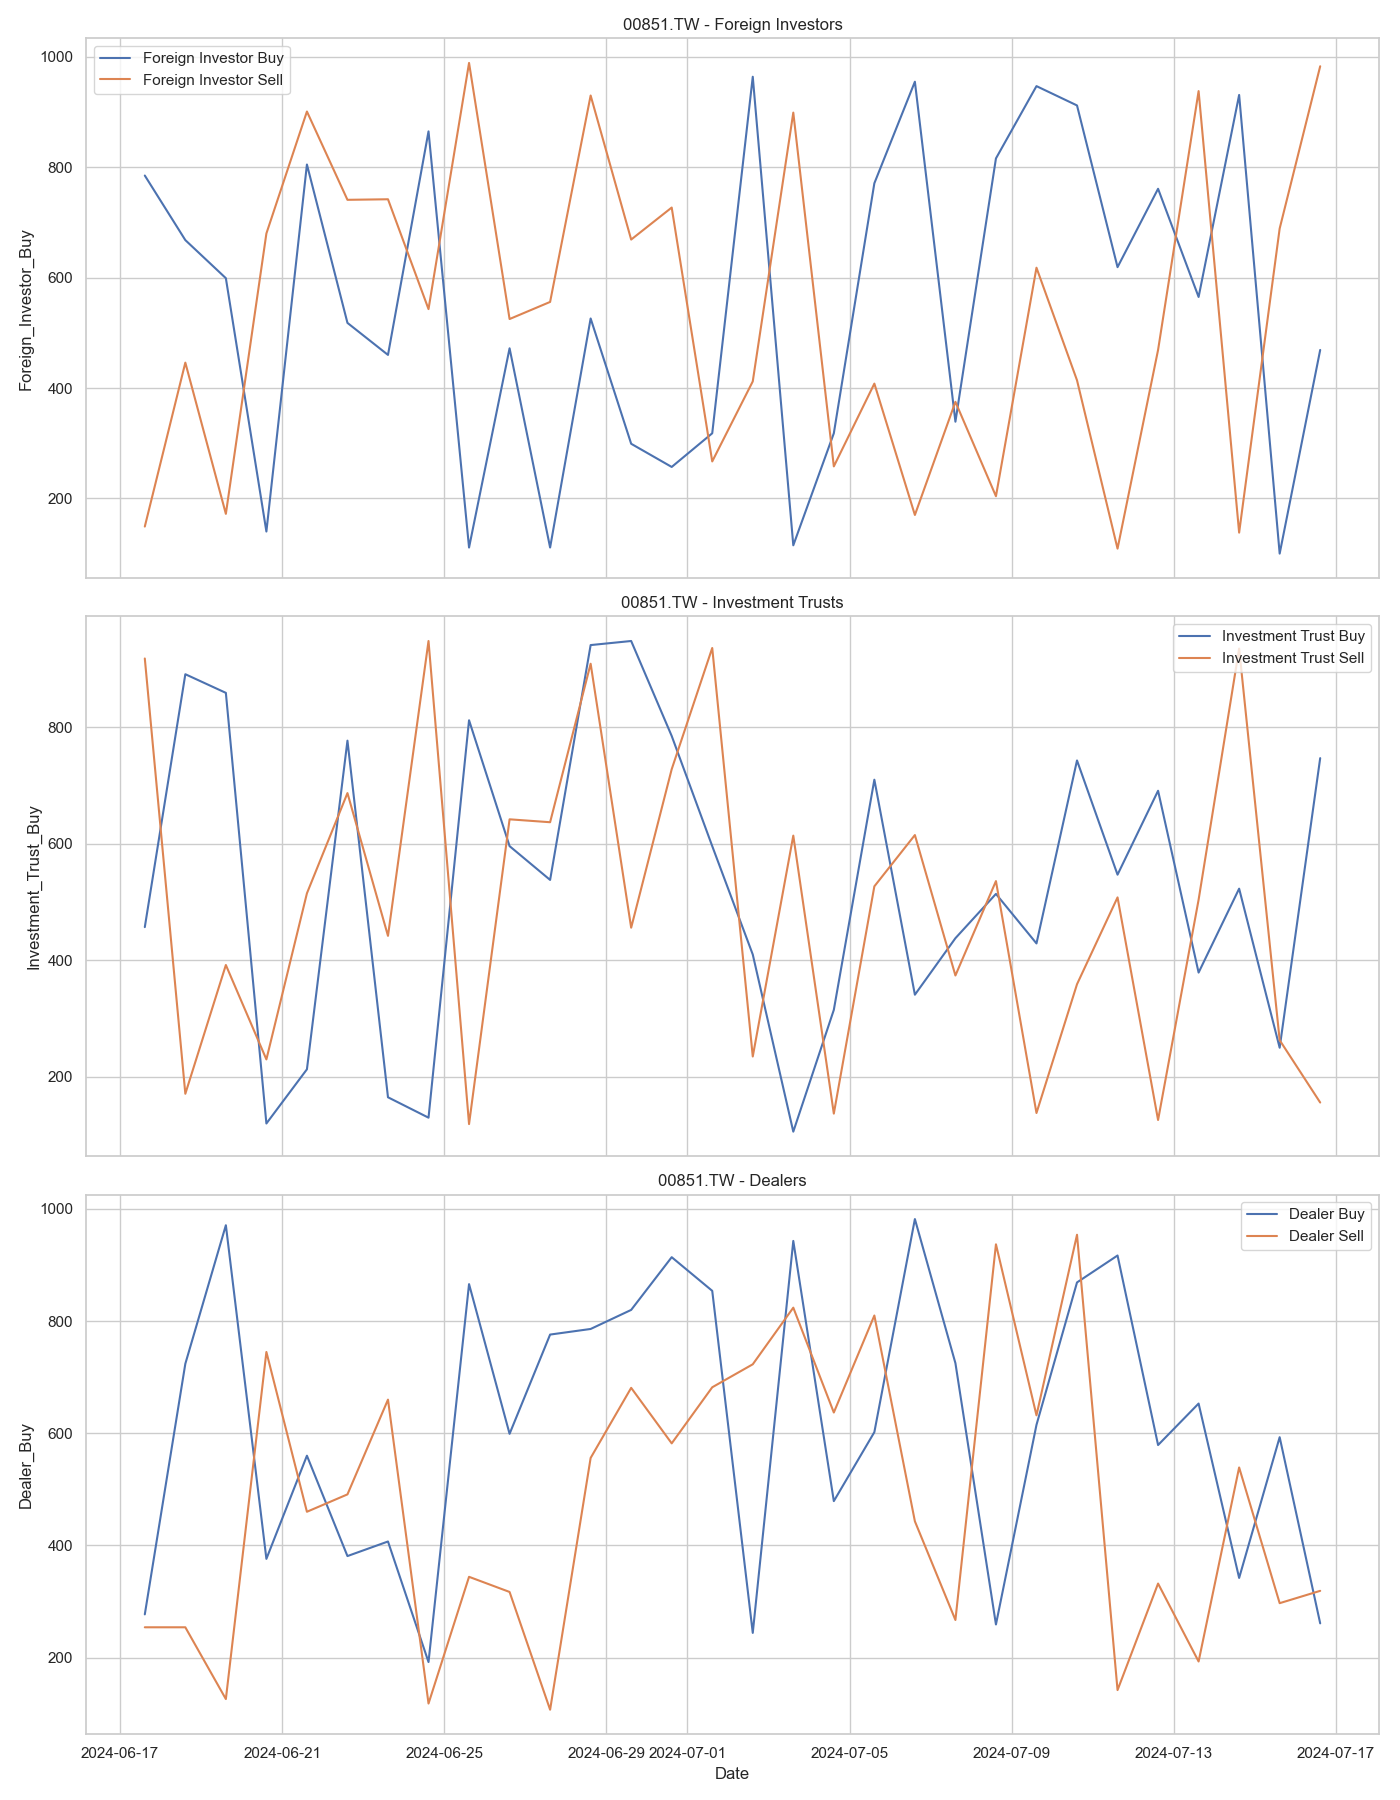 00851.TW - Foreign Investors
Foreign Investor Buy
Foreign Investor Sell
1000
800
600
400
200
Foreign_Investor_Buy
00851.TW - Investment Trusts
Investment Trust Buy
Investment Trust Sell
800
600
400
200
Investment_Trust_Buy
00851.TW - Dealers
Dealer Buy
Dealer Sell
1000
800
600
400
200
Dealer_Buy
2024-06-17 2024-06-21 2024-06-25 2024-06-29 2024-07-01 2024-07-05 2024-07-09 2024-07-13 2024-07-17
Date